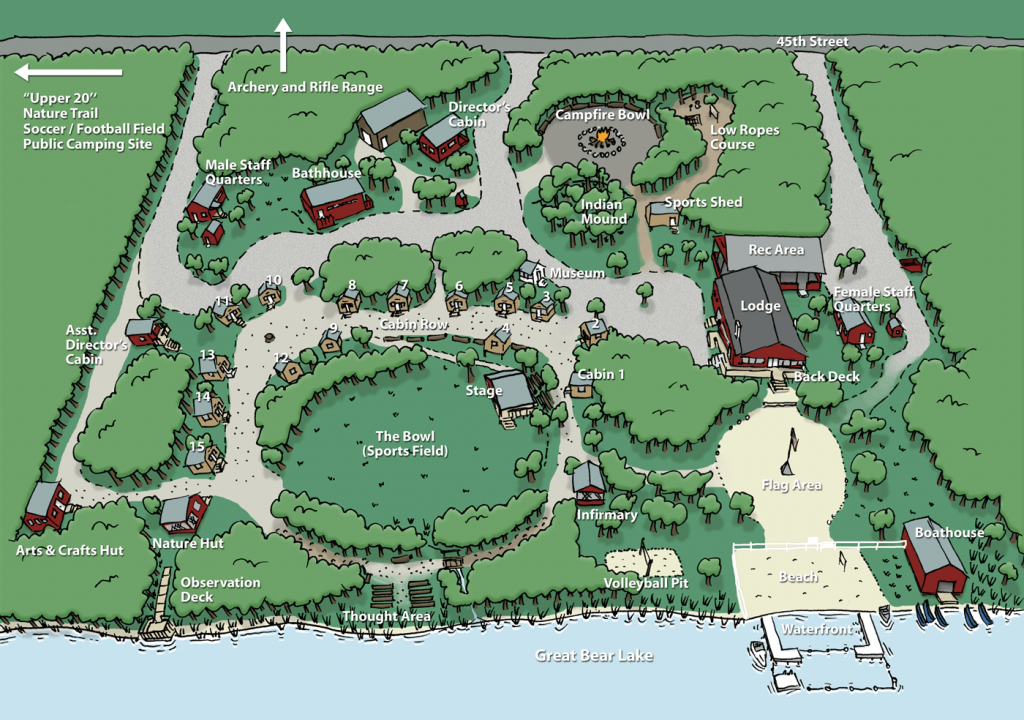 45th Street
"Upper 20"
Nature Trail
Soccer / Football Field
Public Camping Site
Archery and Rifle Range
Director's
Cabin
Campfire Bowl
Low Ropes
Course
Male Staff
Quarters
Bathhouse
Indian
Mound
Sports Shed
Rec Area
Museum
Lodge
Female Staff
Quarters
10
11
8
7
6
5
3
2
Cabin Row
9
4
Asst.
Director's
Cabin
13
12
14
15
Stage
Cabin 1
Back Deck
The Bowl
(Sports Field)
Flag Area
Infirmary
Arts & Crafts Hut
Nature Hut
Boathouse
Observation
Deck
Volleyball Pit
Beach
Thought Area
Waterfront
Great Bear Lake